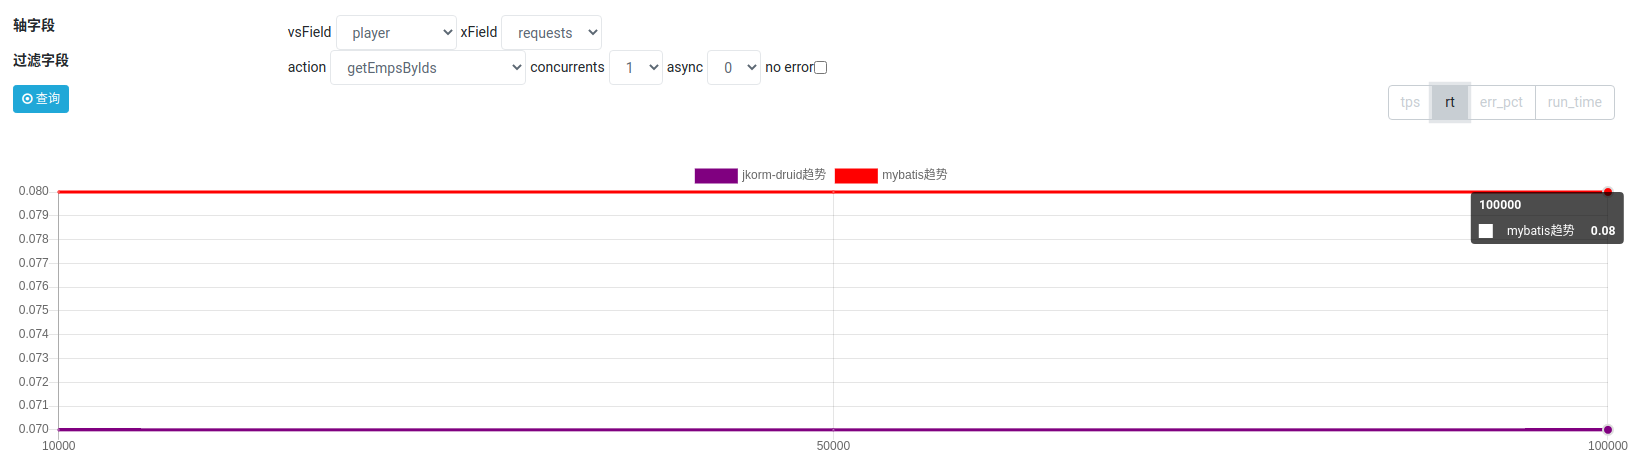 轴字段 vsField player xField requests
过滤字段 action getEmpsByIds concurrents 1 async 0 no error
查询
tps rt err_pct run_time
jkorm-druid趋势 mybatis趋势
0.080
100000
mybatis趋势 0.08
0.079
0.078
0.077
0.076
0.075
0.074
0.073
0.072
0.071
0.070
10000 50000 100000